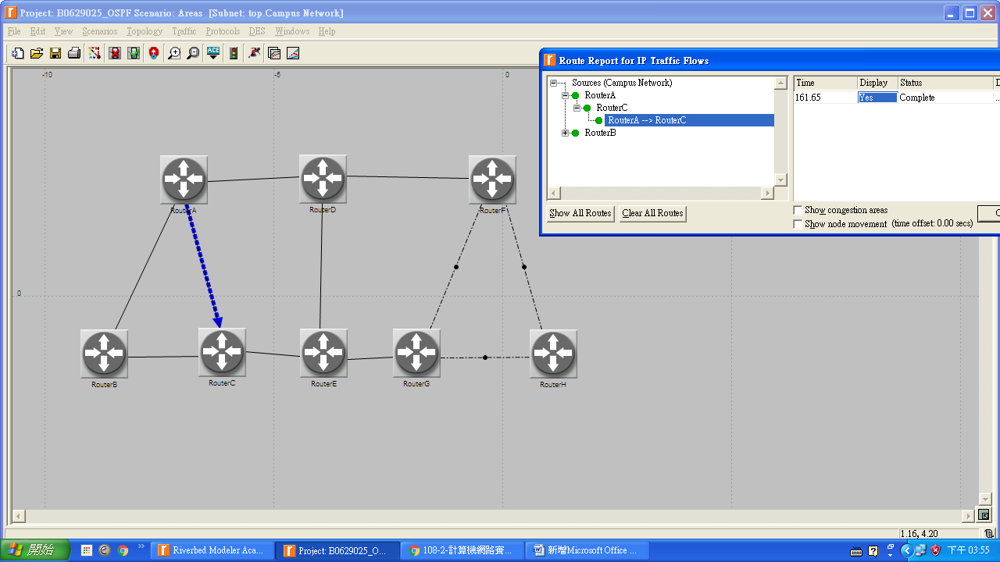 Project: B0629025_OSPF Scenario: Areas [Subnet: top.Campus Network]
File Edit View Scenarios Topology Traffic Protocols DES Windows Help
ACE
Route Report for IP Traffic Flows
Sources (Campus Network)
RouterA
RouterC
RouterA --> RouterC
RouterB
Time Display Status
161.65 Yes Complete
Show All Routes Clear All Routes
Show congestion areas
Show node movement (time offset: 0.00 secs)
-10 -5 0
0
RouterA
RouterD
RouterF
RouterB
RouterC
RouterE
RouterG
RouterH
1.16, 4.20
開始
Riverbed Modeler Aca...
Project: B0629025_O...
108-2-計算機網路實...
新增Microsoft Office ...
下午 03:55